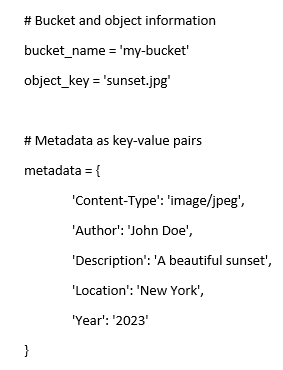 # Bucket and object information
bucket_name = 'my-bucket'
object_key = 'sunset.jpg'

# Metadata as key-value pairs
metadata = {
'Content-Type': 'image/jpeg',
'Author': 'John Doe',
'Description': 'A beautiful sunset',
'Location': 'New York',
'Year': '2023'
}